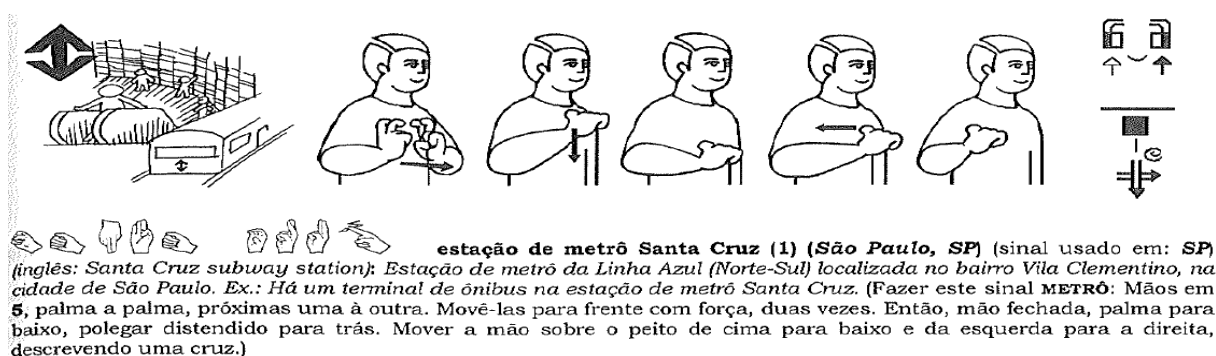 estação de metrô Santa Cruz (1) (São Paulo, SP) (sinal usado em: SP)
(inglês: Santa Cruz subway station): Estação de metrô da Linha Azul (Norte-Sul) localizada no bairro Vila Clementino, na
cidade de São Paulo. Ex.: Há um terminal de ônibus na estação de metrô Santa Cruz. (Fazer este sinal METRÔ: Mãos em
5, palma a palma, próximas uma à outra. Movê-las para frente com força, duas vezes. Então, mão fechada, palma para
baixo, polegar distendido para trás. Mover a mão sobre o peito de cima para baixo e da esquerda para a direita,
descrevendo uma cruz.)